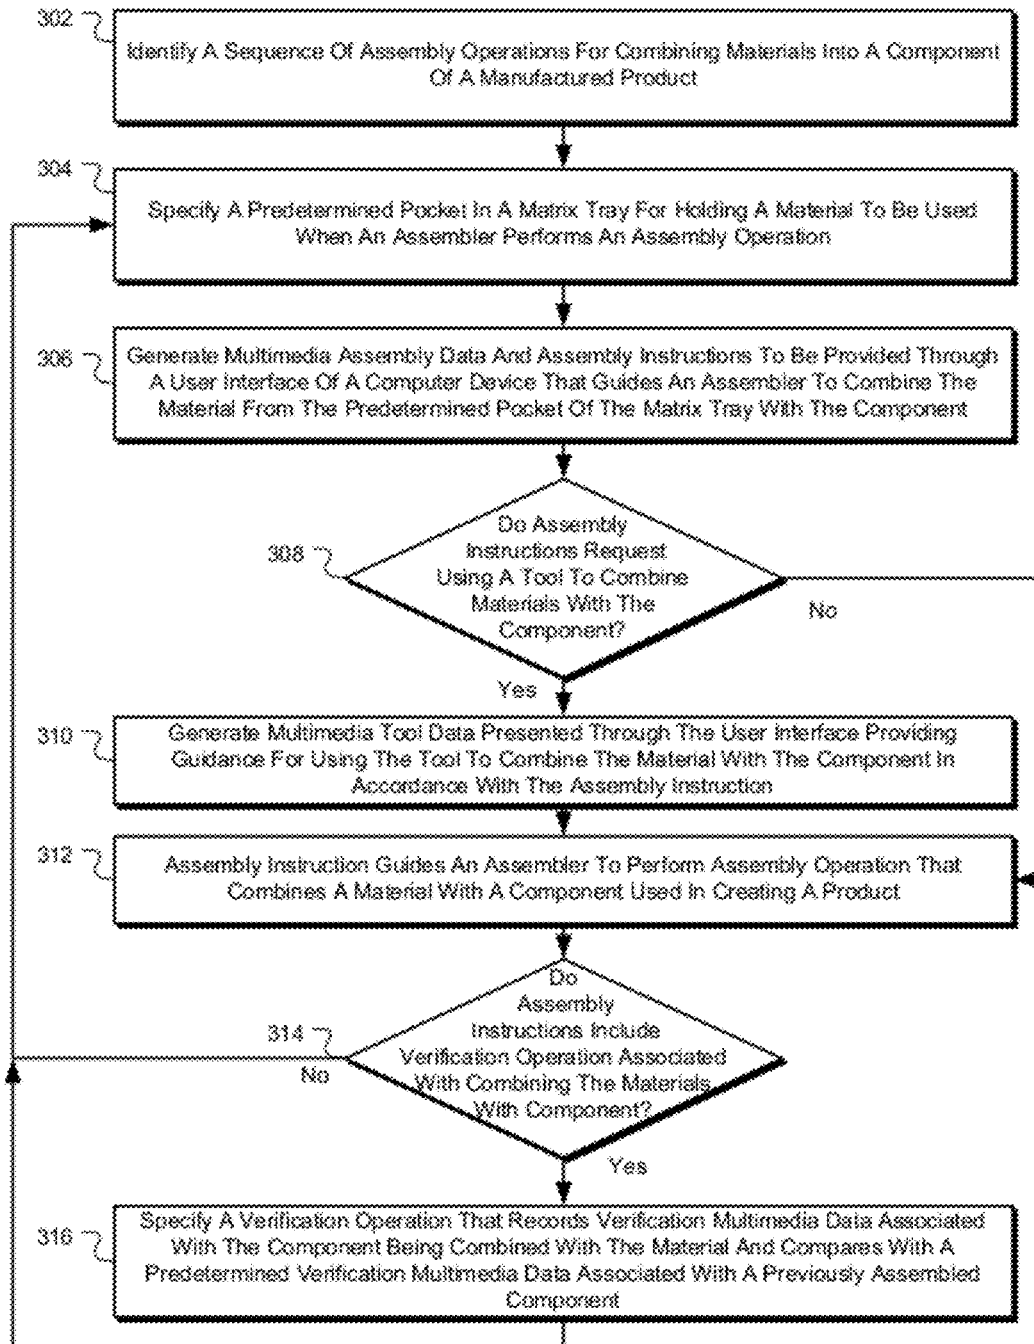 302
Identify A Sequence Of Assembly Operations For Combining Materials Into A Component
Of A Manufactured Product
304
Specify A Predetermined Pocket In A Matrix Tray For Holding A Material To Be Used
When An Assembler Performs An Assembly Operation
306
Generate Multimedia Assembly Data And Assembly Instructions To Be Provided Through
A User Interface Of A Computer Device That Guides An Assembler To Combine The
Material From The Predetermined Pocket Of The Matrix Tray With The Component
308
Do Assembly
Instructions Request
Using A Tool To Combine
Materials With The
Component?
No
Yes
310
Generate Multimedia Tool Data Presented Through The User Interface Providing
Guidance For Using The Tool To Combine The Material With The Component In
Accordance With The Assembly Instruction
312
Assembly Instruction Guides An Assembler To Perform Assembly Operation That
Combines A Material With A Component Used In Creating A Product
314
Do
Assembly
Instructions Include
Verification Operation Associated
With Combining The Materials
With Component?
No
Yes
316
Specify A Verification Operation That Records Verification Multimedia Data Associated
With The Component Being Combined With The Material And Compares With A
Predetermined Verification Multimedia Data Associated With A Previously Assembled
Component